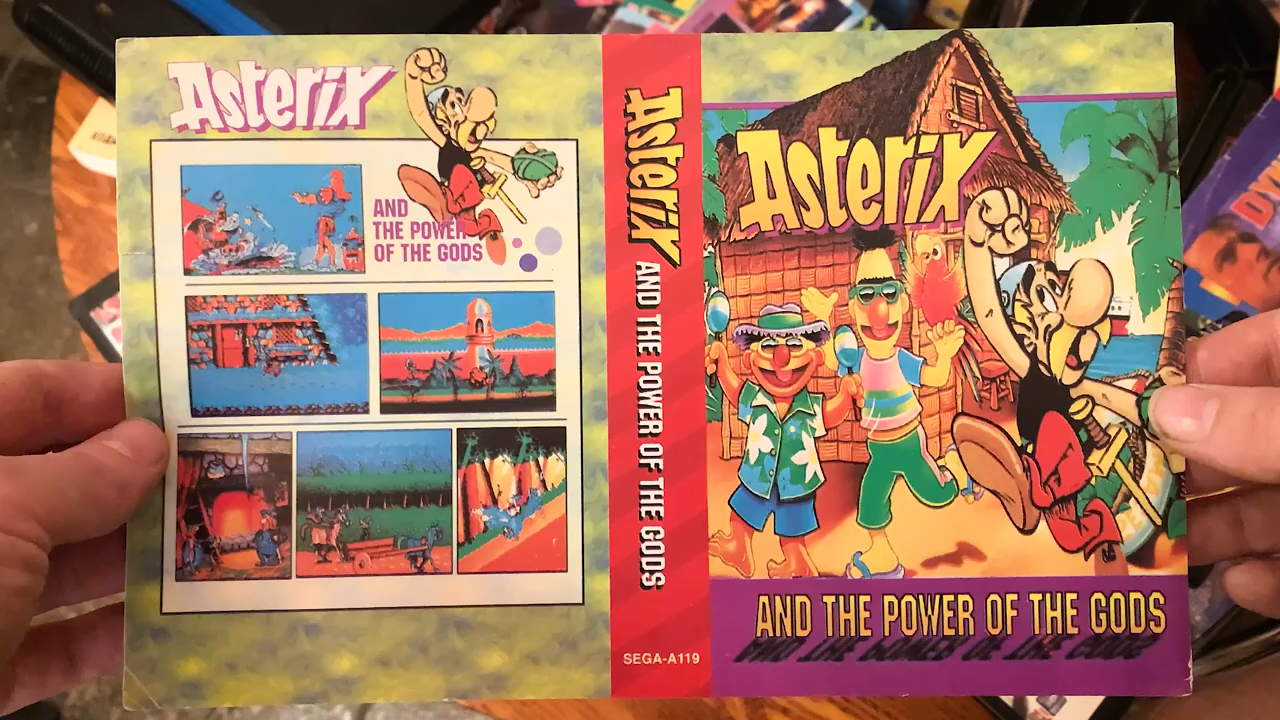 Asterix
AND
THE POWER
OF THE GODS
Asterix AND THE POWER OF THE GODS
SEGA-A119
Asterix
AND THE POWER OF THE GODS
DY